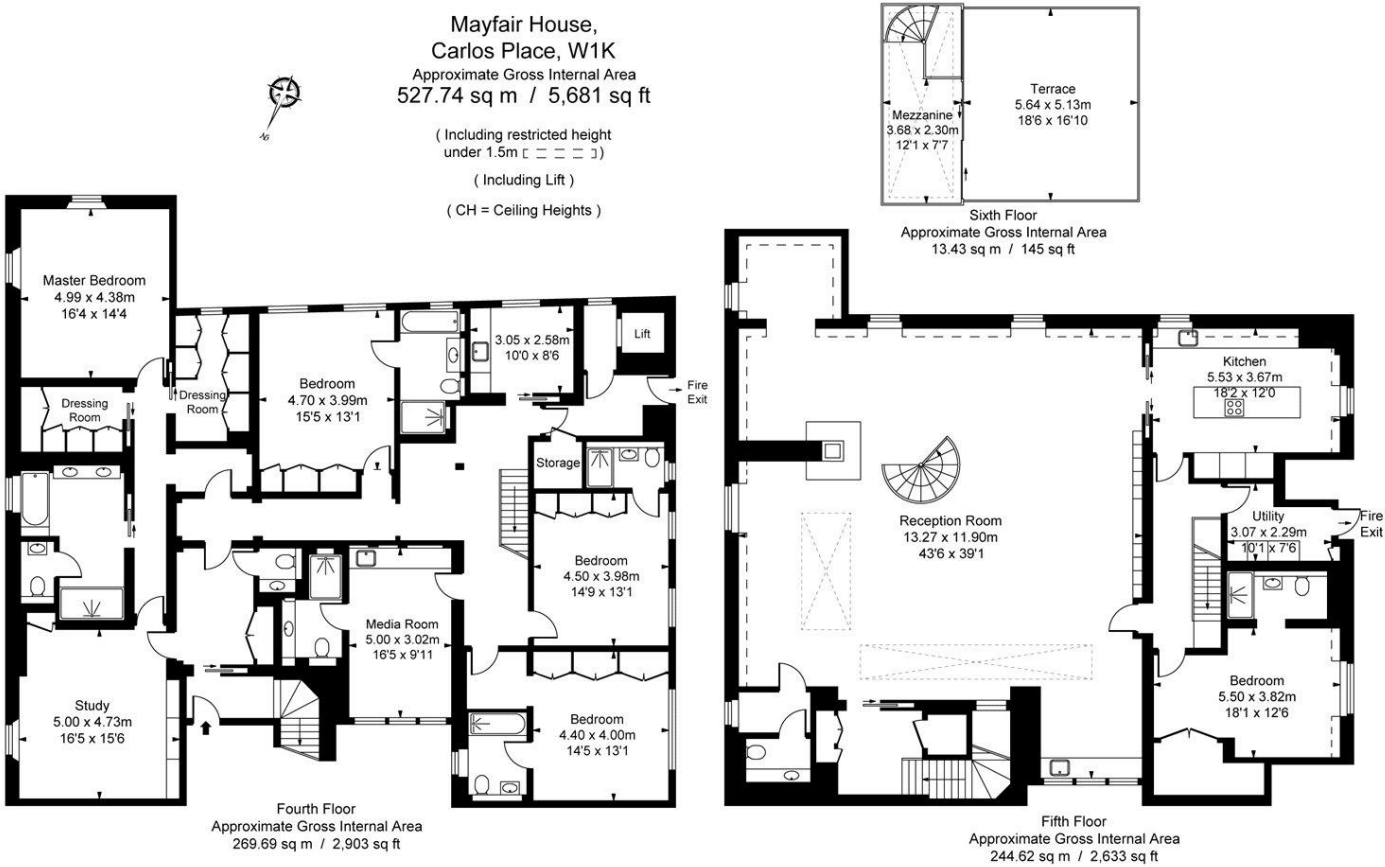 Mayfair House,
Carlos Place, W1K
Approximate Gross Internal Area
527.74 sq m / 5,681 sq ft
( Including restricted height
under 1.5m )
( Including Lift )
( CH = Ceiling Heights )
N
Mezzanine
3.68 x 2.30m
12'1 x 7'7
Terrace
5.64 x 5.13m
18'6 x 16'10
Sixth Floor
Approximate Gross Internal Area
13.43 sq m / 145 sq ft
Master Bedroom
4.99 x 4.38m
16'4 x 14'4
Dressing
Room
Dressing
Room
Bedroom
4.70 x 3.99m
15'5 x 13'1
3.05 x 2.58m
10'0 x 8'6
Lift
Fire
Exit
Storage
Bedroom
4.50 x 3.98m
14'9 x 13'1
Media Room
5.00 x 3.02m
16'5 x 9'11
Study
5.00 x 4.73m
16'5 x 15'6
Bedroom
4.40 x 4.00m
14'5 x 13'1
Fourth Floor
Approximate Gross Internal Area
269.69 sq m / 2,903 sq ft
Kitchen
5.53 x 3.67m
18'2 x 12'0
Reception Room
13.27 x 11.90m
43'6 x 39'1
Utility
3.07 x 2.29m
10'1 x 7'6
Fire
Exit
Bedroom
5.50 x 3.82m
18'1 x 12'6
Fifth Floor
Approximate Gross Internal Area
244.62 sq m / 2,633 sq ft